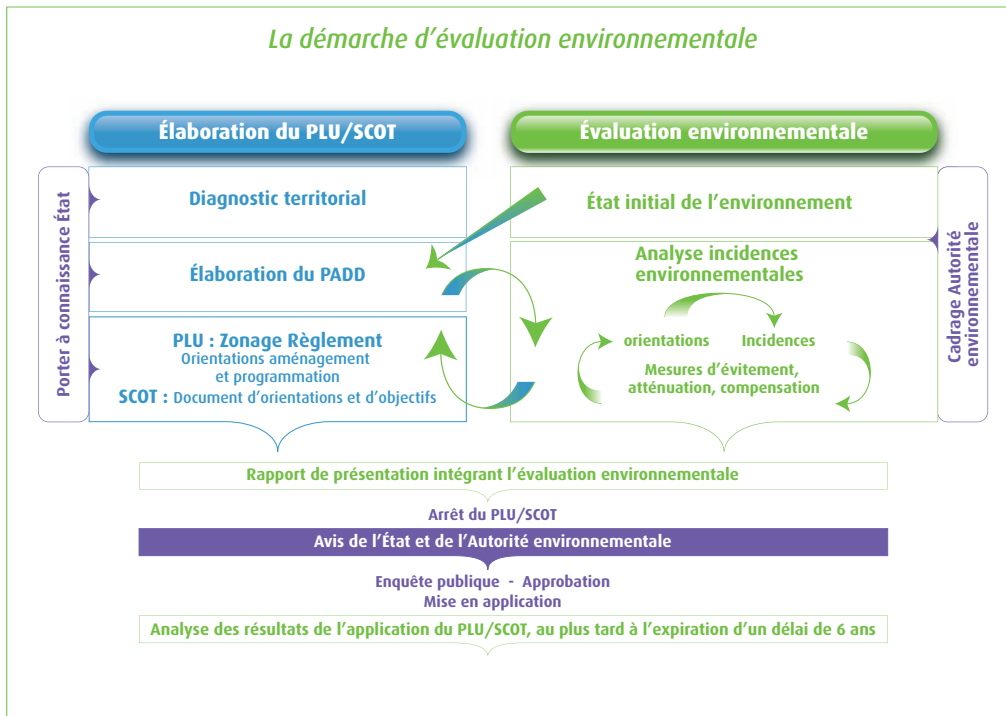 La démarche d'évaluation environnementale
Élaboration du PLU/SCOT
Évaluation environnementale
Porter à connaissance État
Diagnostic territorial
Élaboration du PADD
PLU : Zonage Règlement
Orientations aménagement
et programmation
SCOT : Document d'orientations et d'objectifs
État initial de l'environnement
Analyse incidences
environnementales
orientations
Incidences
Mesures d'évitement,
atténuation, compensation
Cadrage Autorité
environnementale
Rapport de présentation intégrant l'évaluation environnementale
Arrêt du PLU/SCOT
Avis de l'État et de l'Autorité environnementale
Enquête publique - Approbation
Mise en application
Analyse des résultats de l'application du PLU/SCOT, au plus tard à l'expiration d'un délai de 6 ans